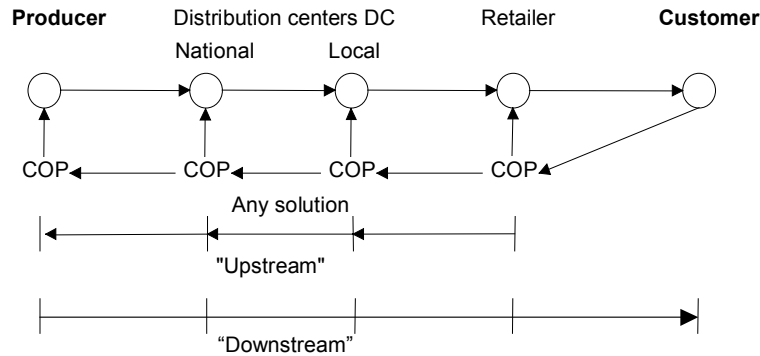 Producer Distribution centers DC Retailer Customer
National Local
COP COP COP COP
Any solution
"Upstream"
“Downstream”